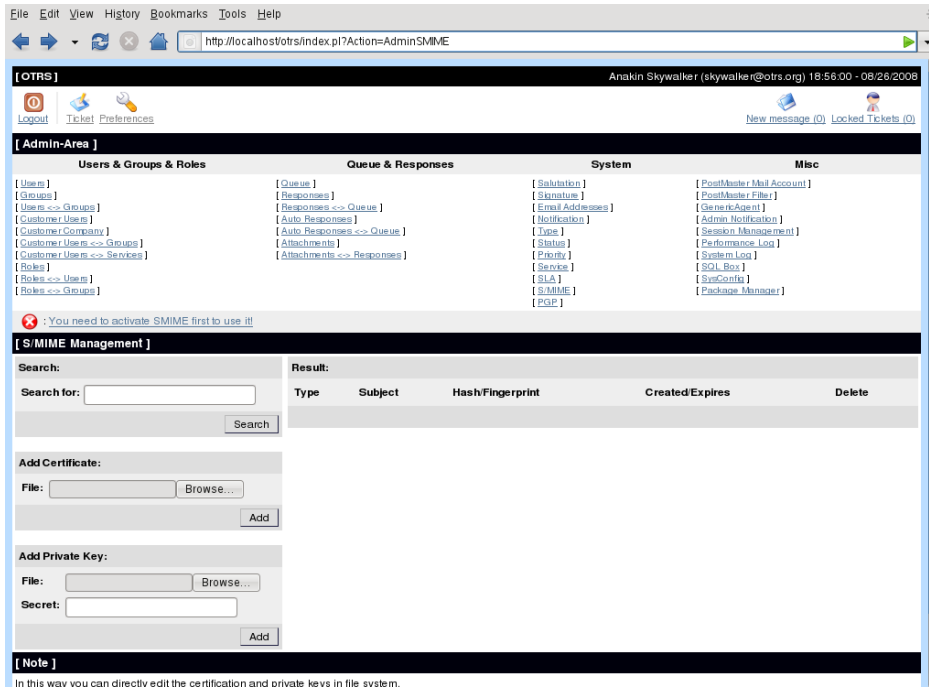 File Edit View History Bookmarks Tools Help
http://localhost/otrs/index.pl?Action=AdminSMIME
[ OTRS ] Anakin Skywalker (skywalker@otrs.org) 18:56:00 - 08/26/2008
Logout Ticket Preferences New message (0) Locked Tickets (0)
[ Admin-Area ]
Users & Groups & Roles Queue & Responses System Misc
[ Users ] [ Queue ] [ Salutation ] [ PostMaster Mail Account ]
[ Groups ] [ Responses ] [ Signature ] [ PostMaster Filter ]
[ Users <-> Groups ] [ Responses <-> Queue ] [ Email Addresses ] [ GenericAgent ]
[ Customer Users ] [ Auto Responses ] [ Notification ] [ Admin Notification ]
[ Customer Company ] [ Auto Responses <-> Queue ] [ Type ] [ Session Management ]
[ Customer Users <-> Groups ] [ Attachments ] [ Status ] [ Performance Log ]
[ Customer Users <-> Services ] [ Attachments <-> Responses ] [ Priority ] [ System Log ]
[ Roles ] [ Service ] [ SQL Box ]
[ Roles <-> Users ] [ SLA ] [ SysConfig ]
[ Roles <-> Groups ] [ S/MIME ] [ Package Manager ]
[ PGP ]
: You need to activate SMIME first to use it!
[ S/MIME Management ]
Search: Result:
Search for: Type Subject Hash/Fingerprint Created/Expires Delete
Search
Add Certificate:
File: Browse...
Add
Add Private Key:
File: Browse...
Secret:
Add
[ Note ]
In this way you can directly edit the certification and private keys in file system.